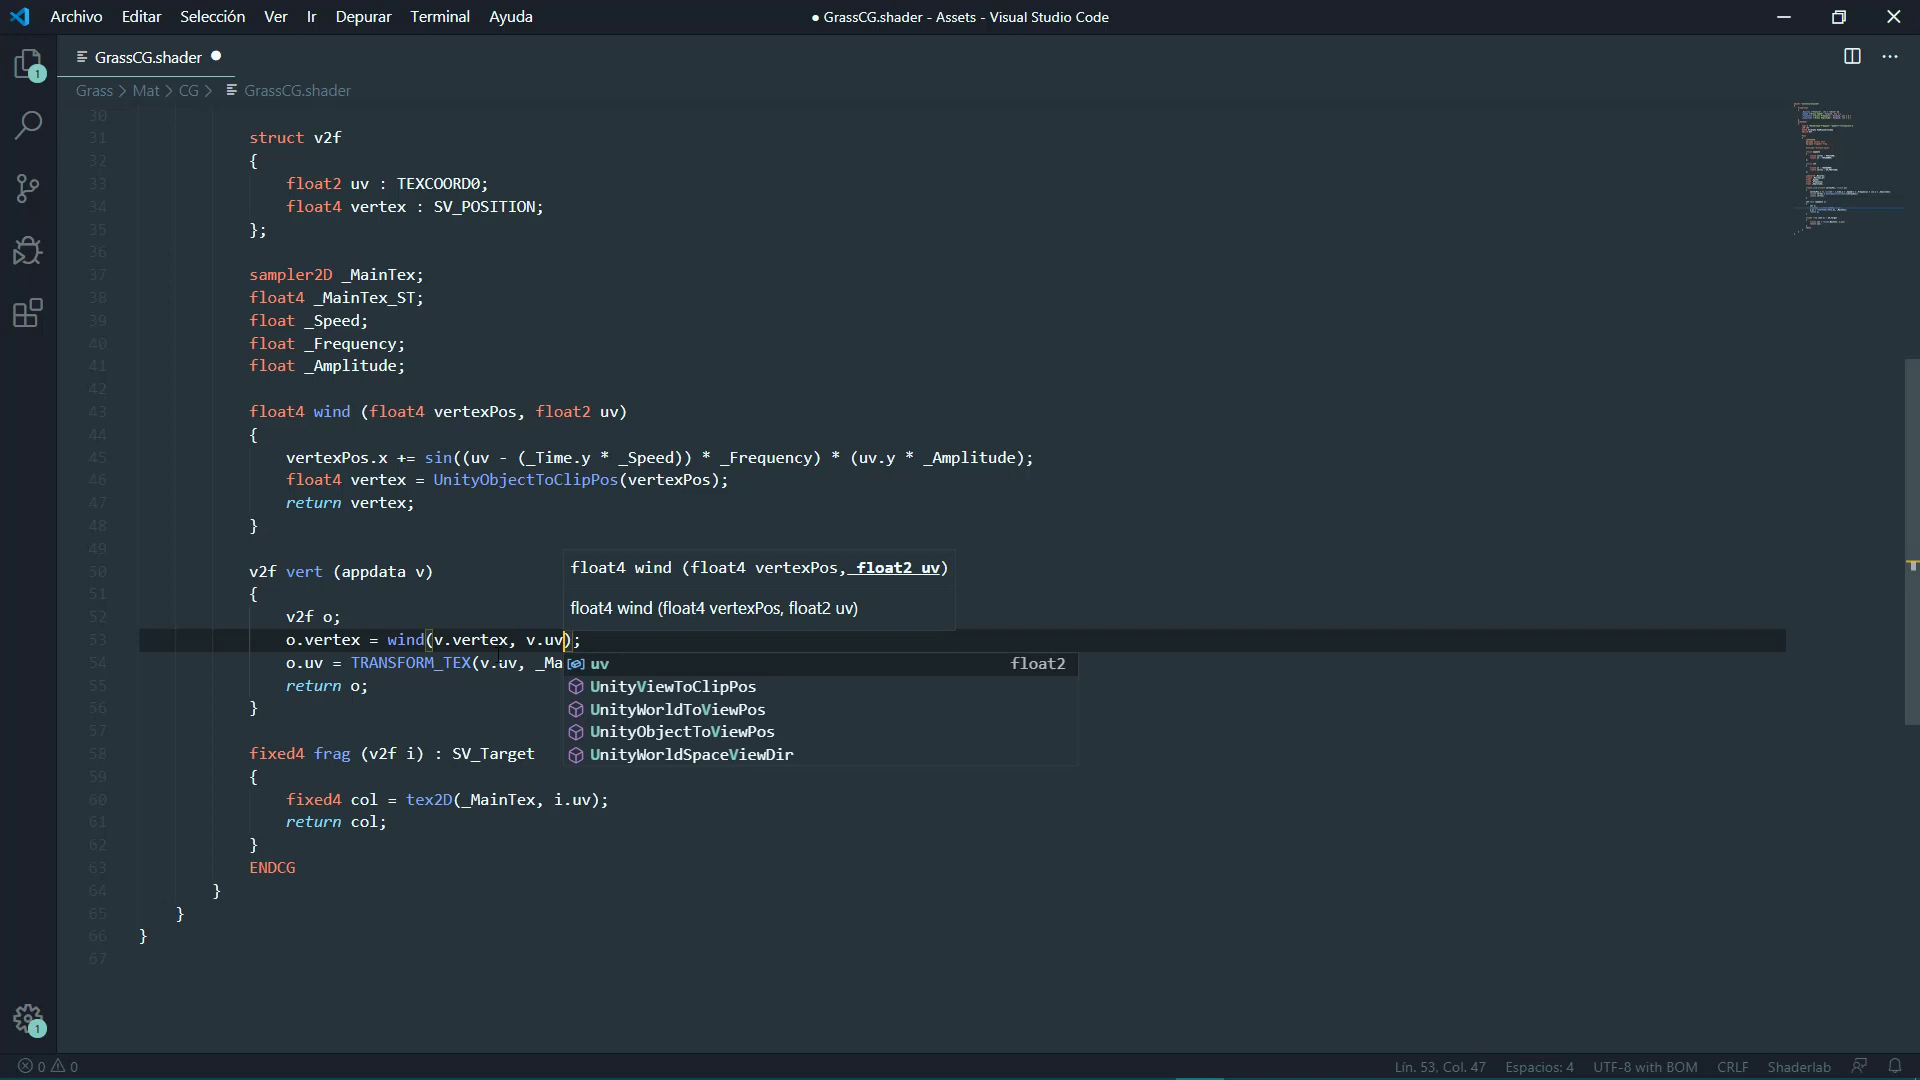 Archivo Editar Selección Ver Ir Depurar Terminal Ayuda
● GrassCG.shader - Assets - Visual Studio Code
GrassCG.shader
Grass > Mat > CG > GrassCG.shader
30
31 struct v2f
32 {
33 float2 uv : TEXCOORD0;
34 float4 vertex : SV_POSITION;
35 };
36
37 sampler2D _MainTex;
38 float4 _MainTex_ST;
39 float _Speed;
40 float _Frequency;
41 float _Amplitude;
42
43 float4 wind (float4 vertexPos, float2 uv)
44 {
45 vertexPos.x += sin((uv - (_Time.y * _Speed)) * _Frequency) * (uv.y * _Amplitude);
46 float4 vertex = UnityObjectToClipPos(vertexPos);
47 return vertex;
48 }
49
50 v2f vert (appdata v)
51 {
52 v2f o;
53 o.vertex = wind(v.vertex, v.uv);
54 o.uv = TRANSFORM_TEX(v.uv, _Ma
55 return o;
56 }
57
58 fixed4 frag (v2f i) : SV_Target
59 {
60 fixed4 col = tex2D(_MainTex, i.uv);
61 return col;
62 }
63 ENDCG
64 }
65 }
66 }
67
float4 wind (float4 vertexPos, float2 uv)
float4 wind (float4 vertexPos, float2 uv)
uv float2
UnityViewToClipPos
UnityWorldToViewPos
UnityObjectToViewPos
UnityWorldSpaceViewDir
1
1
0 0
Lín. 53, Col. 47 Espacios: 4 UTF-8 with BOM CRLF Shaderlab